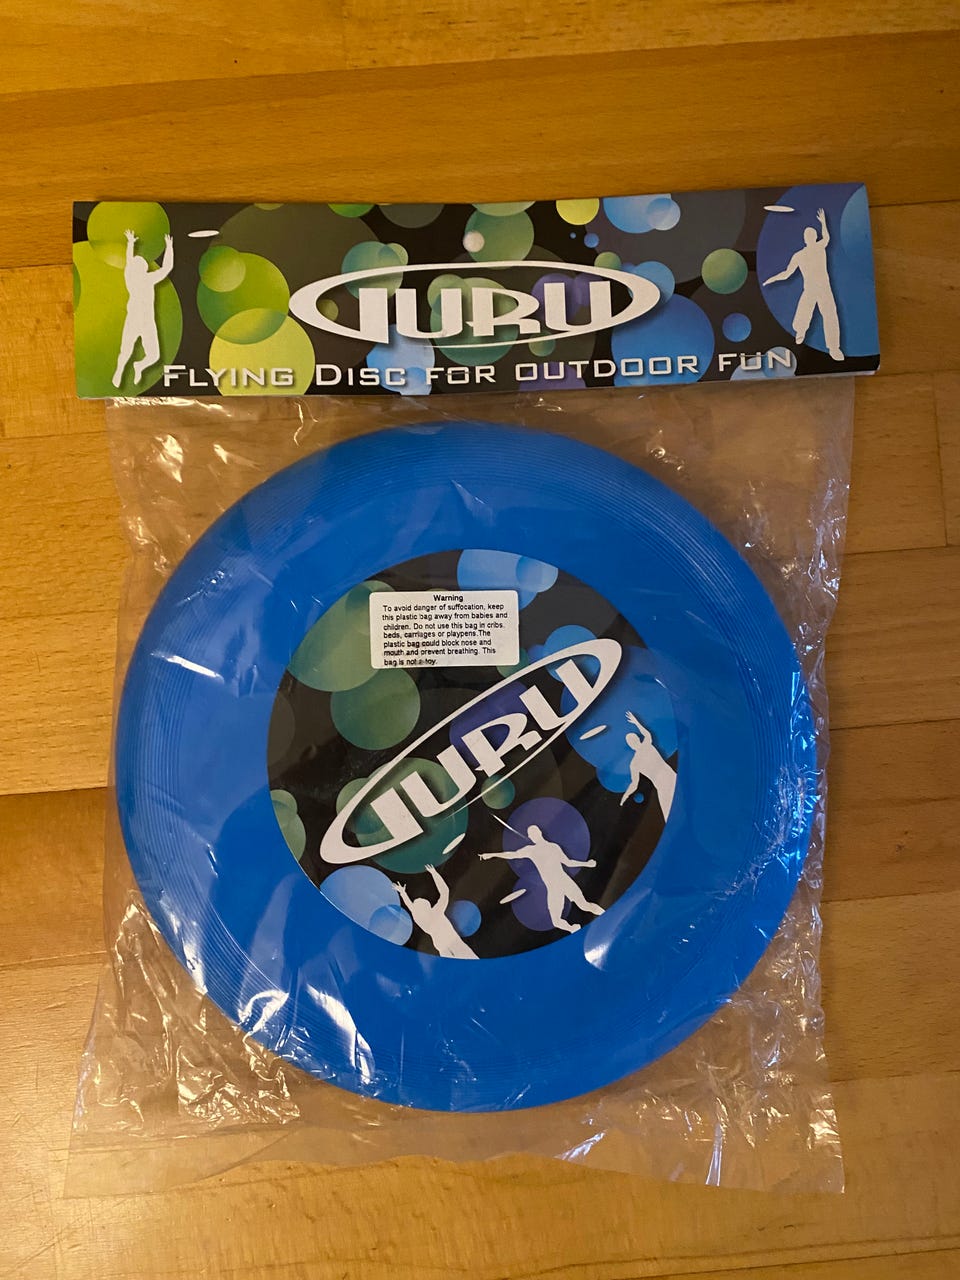 GURU
FLYING DISC FOR OUTDOOR FUN
Warning
To avoid danger of suffocation, keep
this plastic bag away from babies and
children. Do not use this bag in cribs,
beds, carriages or playpens.The
plastic bag could block nose and
mouth and prevent breathing. This
bag is not a toy.
GURU